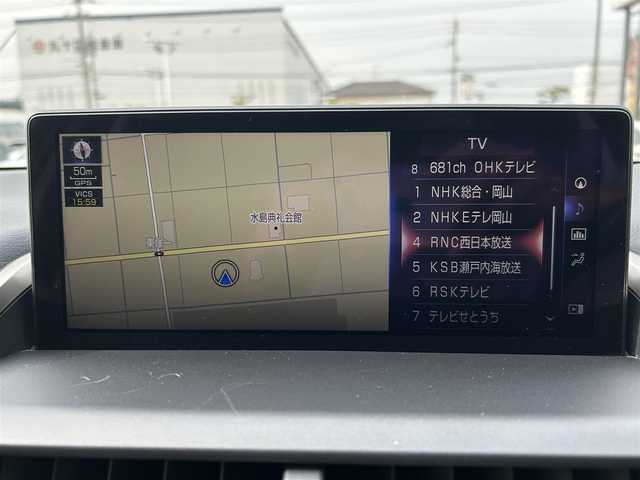 50m
GPS
VICS
15:59
水島典礼会館
TV
8 681ch OHKテレビ
1 NHK総合・岡山
2 NHKEテレ岡山
4 RNC西日本放送
5 KSB瀬戸内海放送
6 RSKテレビ
7 テレビせとうち